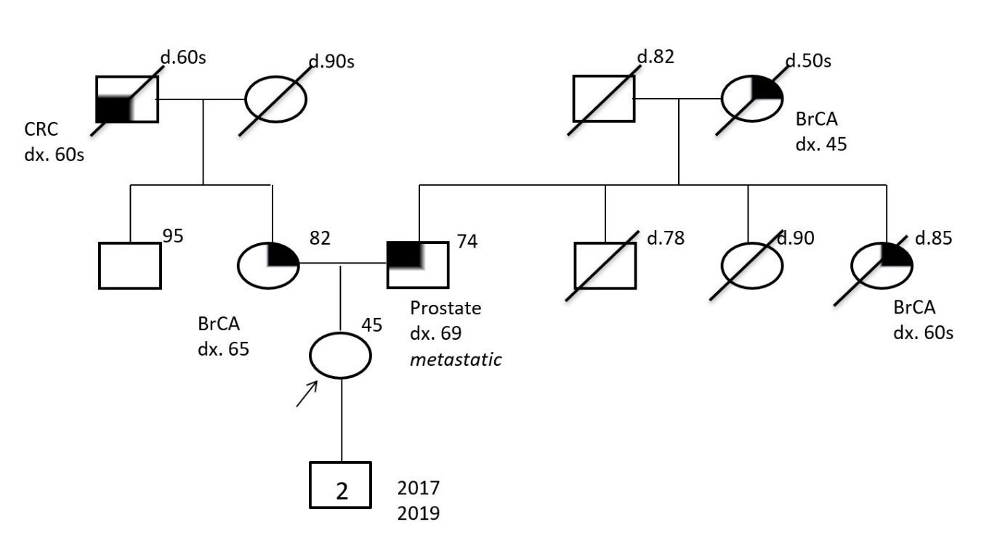 d.60s
d.90s
d.82
d.50s
CRC
dx. 60s
BrCA
dx. 45
95
82
74
d.78
d.90
d.85
BrCA
dx. 65
45
Prostate
dx. 69
metastatic
BrCA
dx. 60s
2
2017
2019